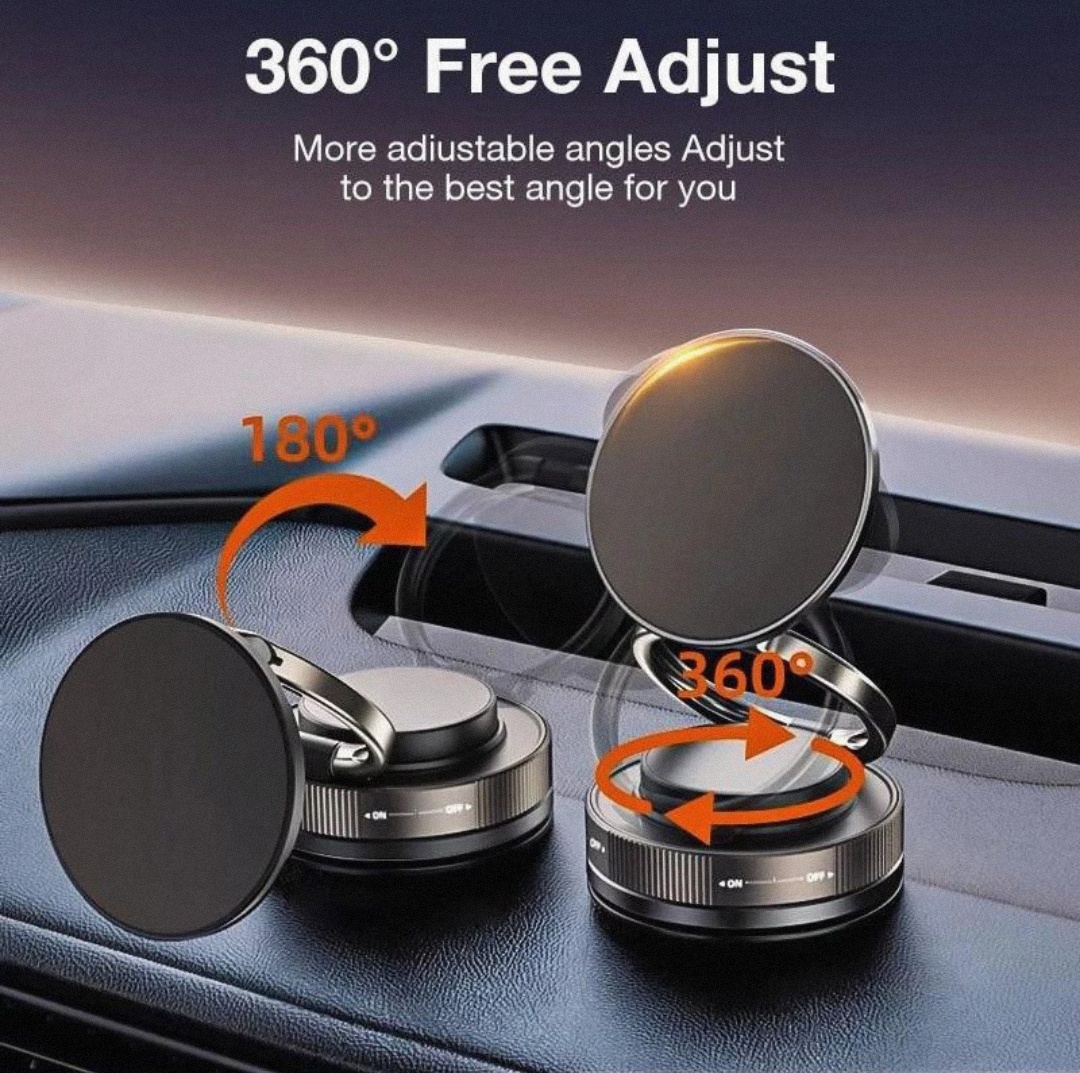 360° Free Adjust
More adiustable angles Adjust
to the best angle for you
180°
360°
◂ON OFF▸
OFF
◂ON OFF▸